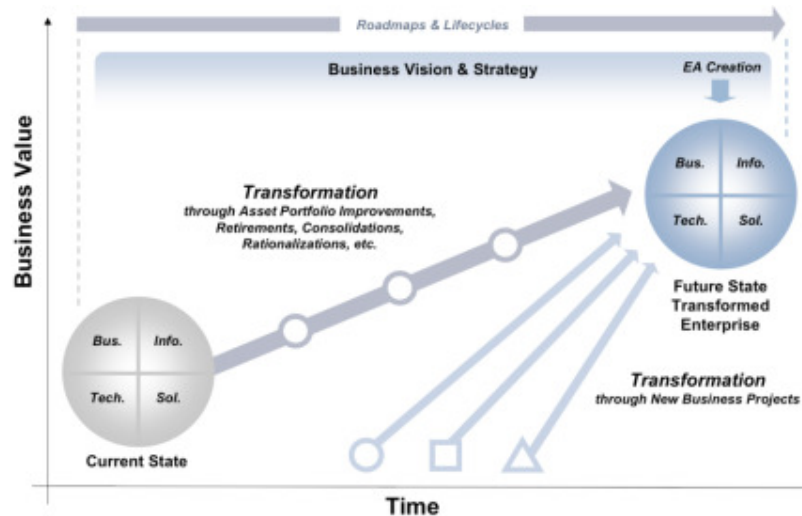 Roadmaps & Lifecycles
Business Vision & Strategy
EA Creation
Business Value
Bus.
Info.
Tech.
Sol.
Transformation
through Asset Portfolio Improvements,
Retirements, Consolidations,
Rationalizations, etc.
Future State
Transformed
Enterprise
Bus.
Info.
Tech.
Sol.
Current State
Transformation
through New Business Projects
Time